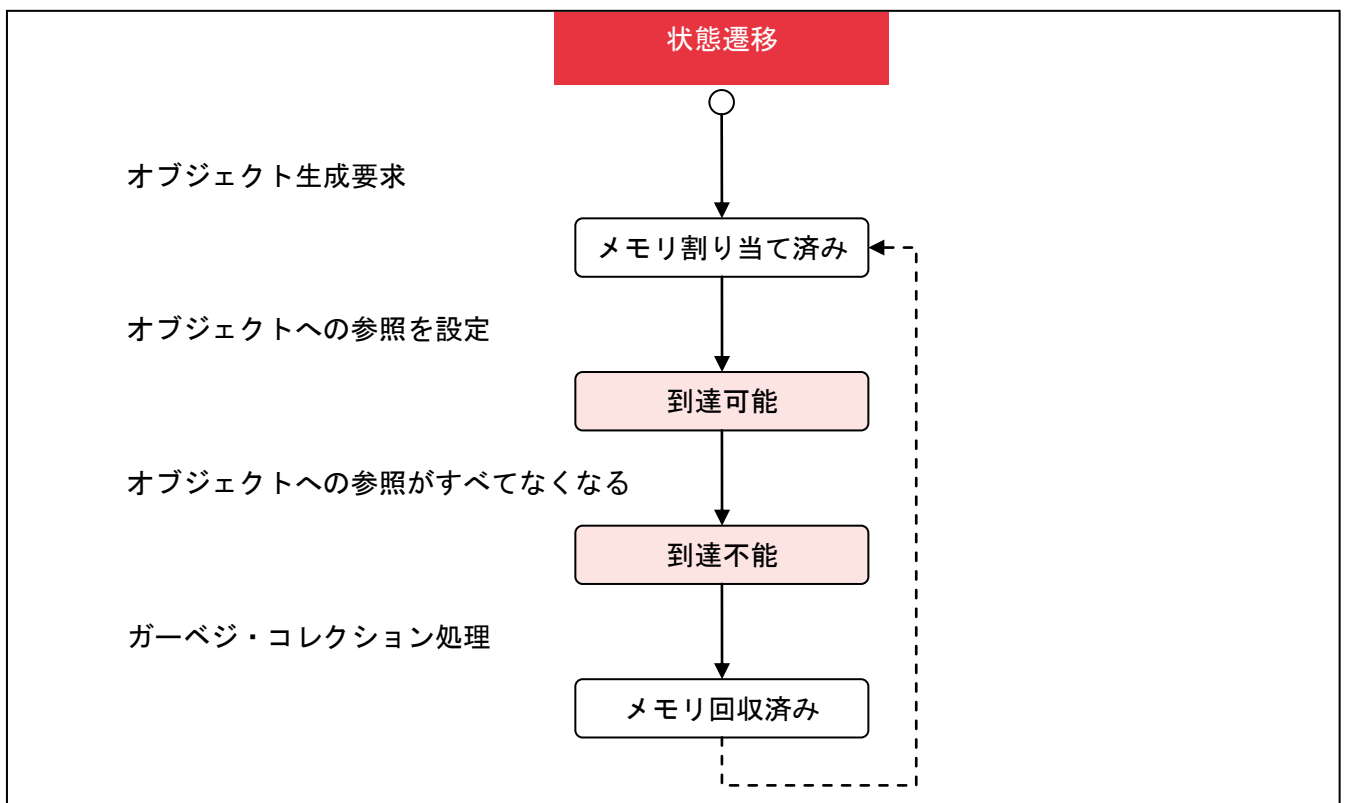 状態遷移
オブジェクト生成要求
メモリ割り当て済み
オブジェクトへの参照を設定
到達可能
オブジェクトへの参照がすべてなくなる
到達不能
ガーベジ・コレクション処理
メモリ回収済み